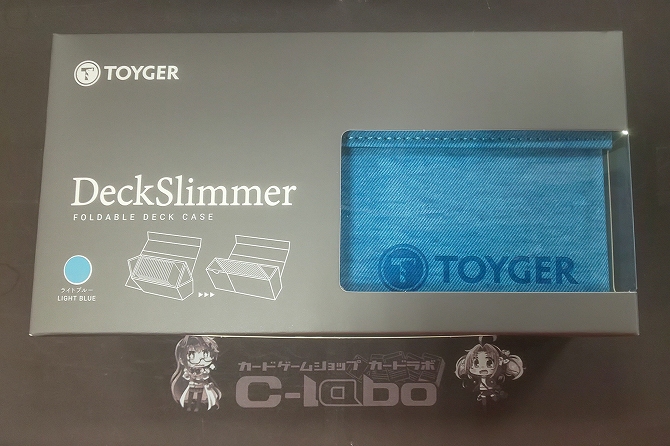 TOYGER
DeckSlimmer
FOLDABLE DECK CASE
ライトブルー
LIGHT BLUE
TOYGER
カードゲームショップ カードラボ
C-labo